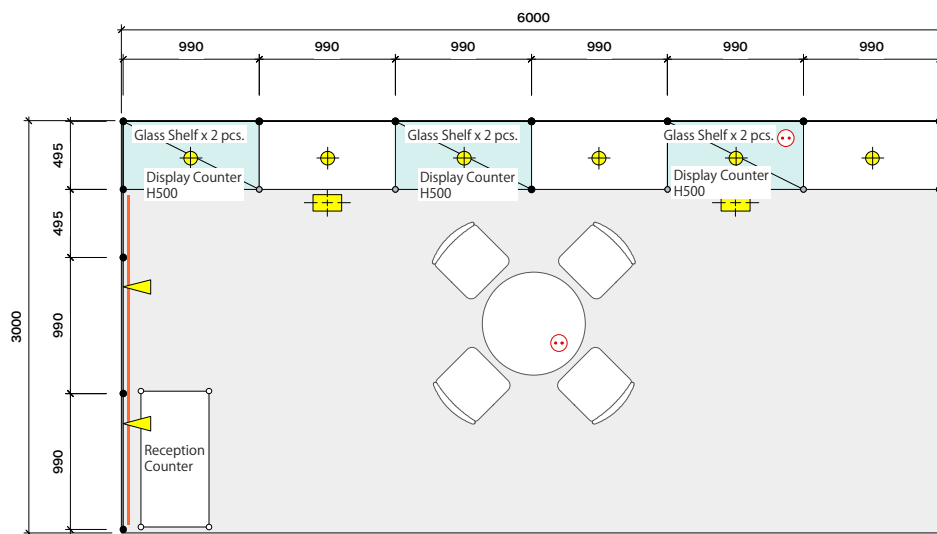 6000
990 990 990 990 990 990
3000
495
495
990
990
Glass Shelf x 2 pcs.
Display Counter
H500
Glass Shelf x 2 pcs.
Display Counter
H500
Glass Shelf x 2 pcs.
Display Counter
H500
Reception
Counter